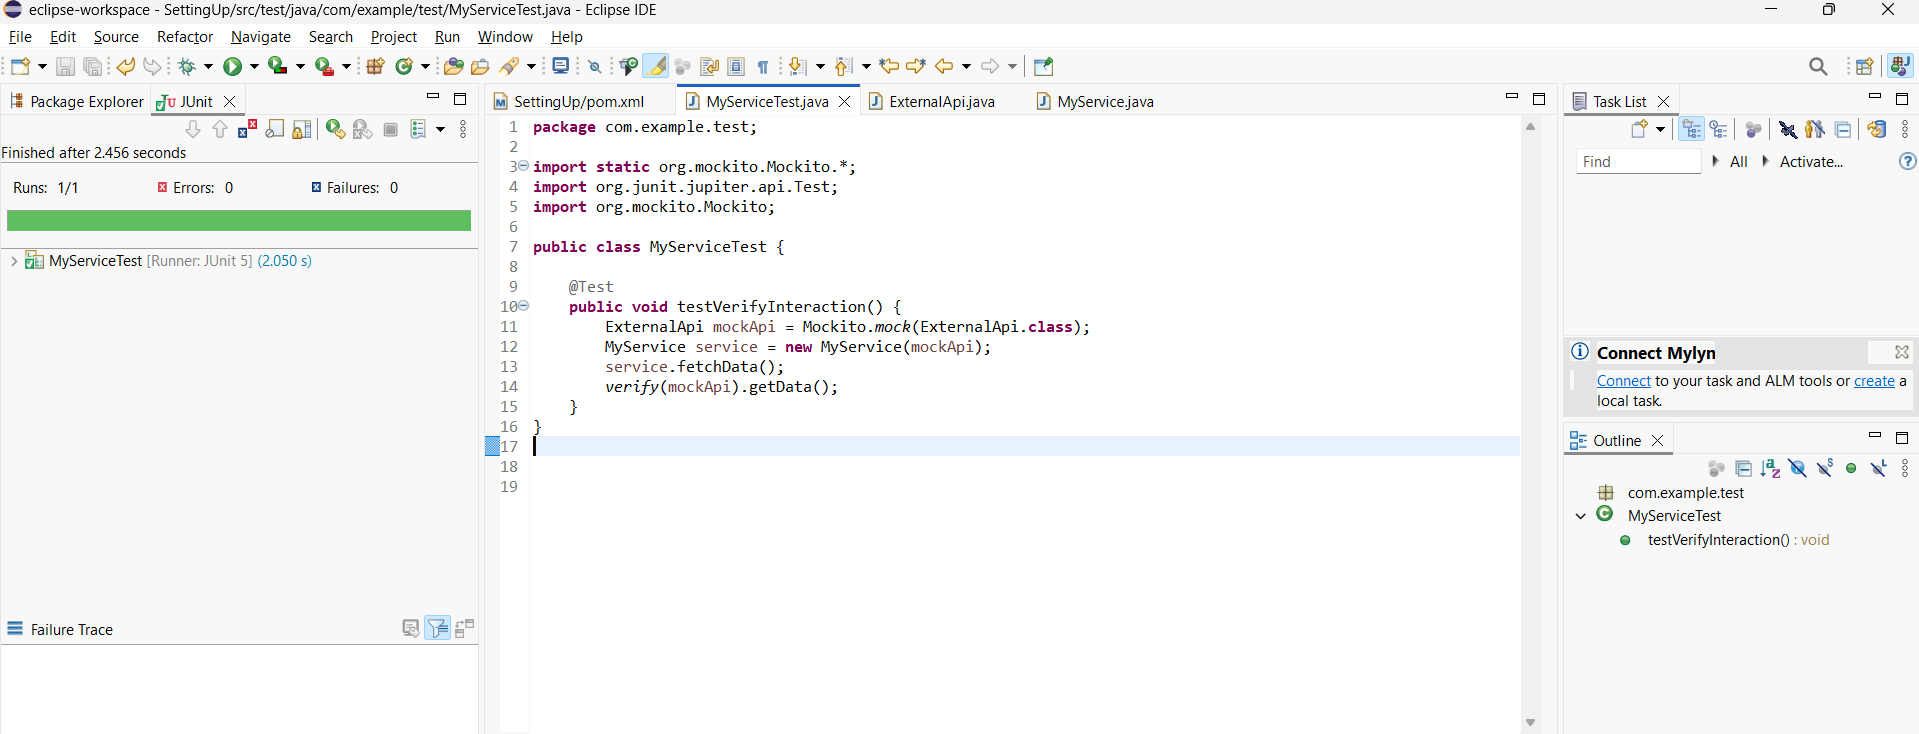 eclipse-workspace - SettingUp/src/test/java/com/example/test/MyServiceTest.java - Eclipse IDE
File Edit Source Refactor Navigate Search Project Run Window Help
Package Explorer JUnit
Finished after 2.456 seconds
Runs: 1/1 Errors: 0 Failures: 0
MyServiceTest [Runner: JUnit 5] (2.050 s)
Failure Trace
SettingUp/pom.xml MyServiceTest.java ExternalApi.java MyService.java
1 package com.example.test;
2
3 import static org.mockito.Mockito.*;
4 import org.junit.jupiter.api.Test;
5 import org.mockito.Mockito;
6
7 public class MyServiceTest {
8
9     @Test
10     public void testVerifyInteraction() {
11         ExternalApi mockApi = Mockito.mock(ExternalApi.class);
12         MyService service = new MyService(mockApi);
13         service.fetchData();
14         verify(mockApi).getData();
15     }
16 }
17
18
19
Task List
Find All Activate...
Connect Mylyn
Connect to your task and ALM tools or create a
local task.
Outline
com.example.test
MyServiceTest
testVerifyInteraction() : void